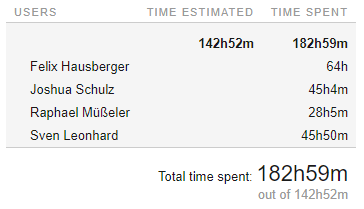 USERS TIME ESTIMATED TIME SPENT
142h52m 182h59m
Felix Hausberger 64h
Joshua Schulz 45h4m
Raphael Müßeler 28h5m
Sven Leonhard 45h50m
Total time spent: 182h59m
out of 142h52m